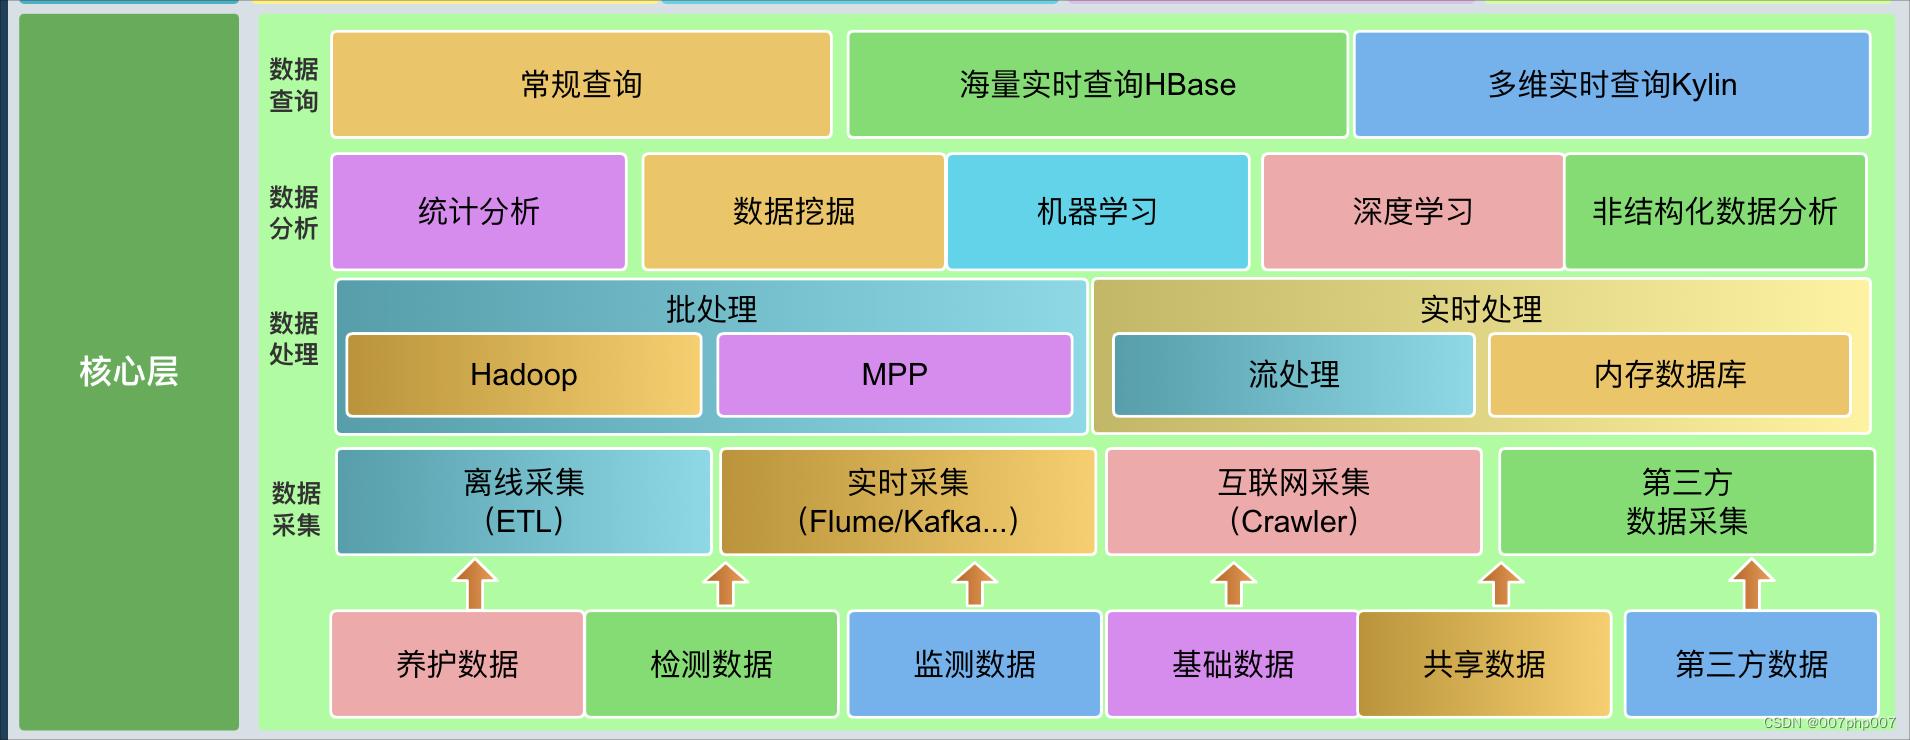 核心层
数据
查询
常规查询
海量实时查询HBase
多维实时查询Kylin
数据
分析
统计分析
数据挖掘
机器学习
深度学习
非结构化数据分析
数据
处理
批处理
Hadoop
MPP
实时处理
流处理
内存数据库
数据
采集
离线采集
（ETL）
实时采集
（Flume/Kafka...）
互联网采集
（Crawler）
第三方
数据采集
养护数据
检测数据
监测数据
基础数据
共享数据
第三方数据
CSDN @007php007